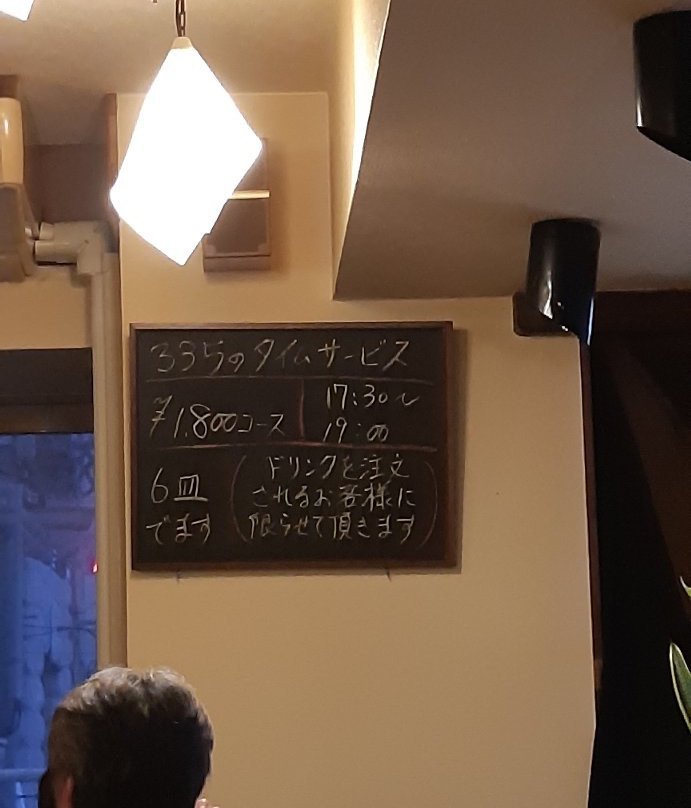 335のタイムサービス
¥1.800コース
17:30〜
19:00
6皿
でます
(ドリンクを注文
されるお客様に
限らせて頂きます)